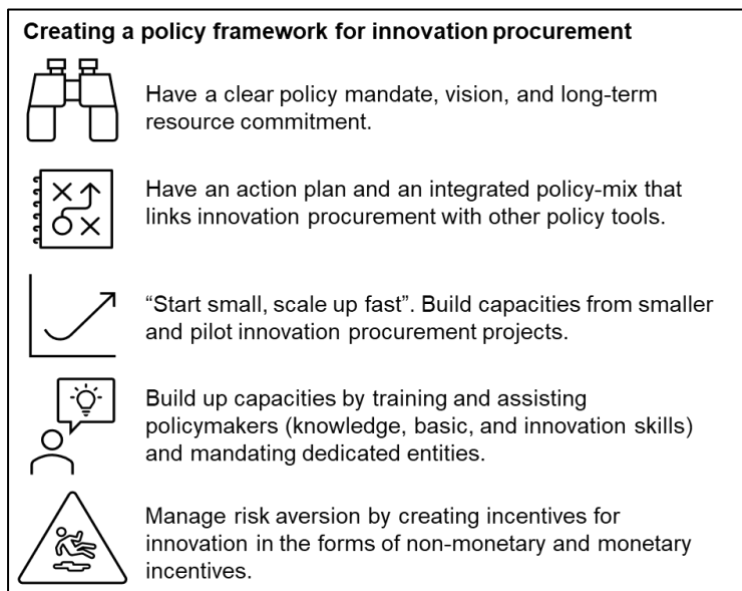 Creating a policy framework for innovation procurement
Have a clear policy mandate, vision, and long-term
resource commitment.
Have an action plan and an integrated policy-mix that
links innovation procurement with other policy tools.
“Start small, scale up fast”. Build capacities from smaller
and pilot innovation procurement projects.
Build up capacities by training and assisting
policymakers (knowledge, basic, and innovation skills)
and mandating dedicated entities.
Manage risk aversion by creating incentives for
innovation in the forms of non-monetary and monetary
incentives.